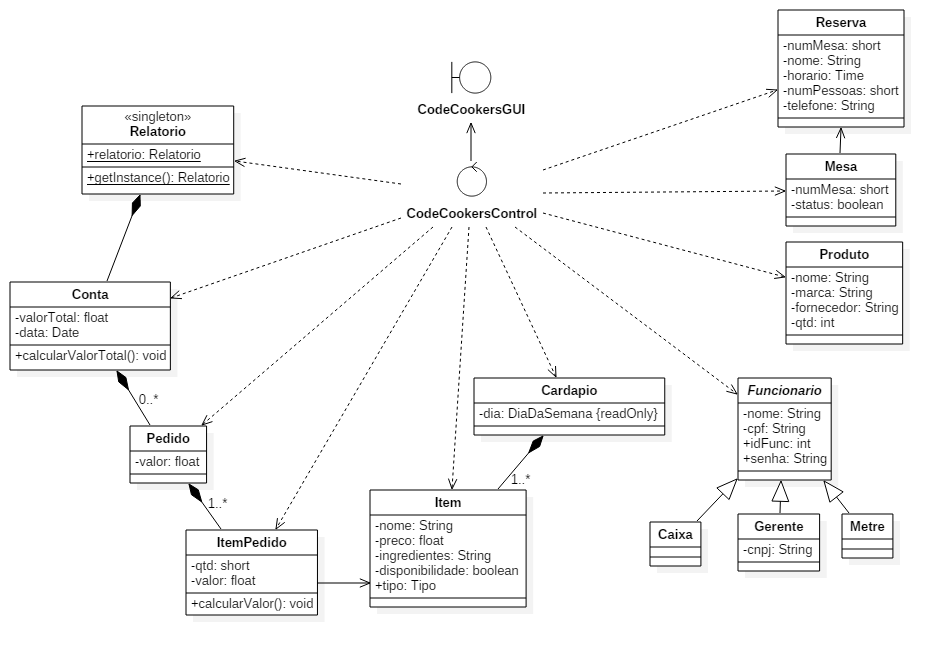 Reserva
-numMesa: short
-nome: String
-horario: Time
-numPessoas: short
-telefone: String
CodeCookersGUI
«singleton»
Relatorio
+relatorio: Relatorio
+getInstance(): Relatorio
CodeCookersControl
Mesa
-numMesa: short
-status: boolean
Produto
-nome: String
-marca: String
-fornecedor: String
-qtd: int
Conta
-valorTotal: float
-data: Date
+calcularValorTotal(): void
0..*
Pedido
-valor: float
1..*
Cardapio
-dia: DiaDaSemana {readOnly}
1..*
Funcionario
-nome: String
-cpf: String
+idFunc: int
+senha: String
ItemPedido
-qtd: short
-valor: float
+calcularValor(): void
Item
-nome: String
-preco: float
-ingredientes: String
-disponibilidade: boolean
+tipo: Tipo
Caixa
Gerente
-cnpj: String
Metre